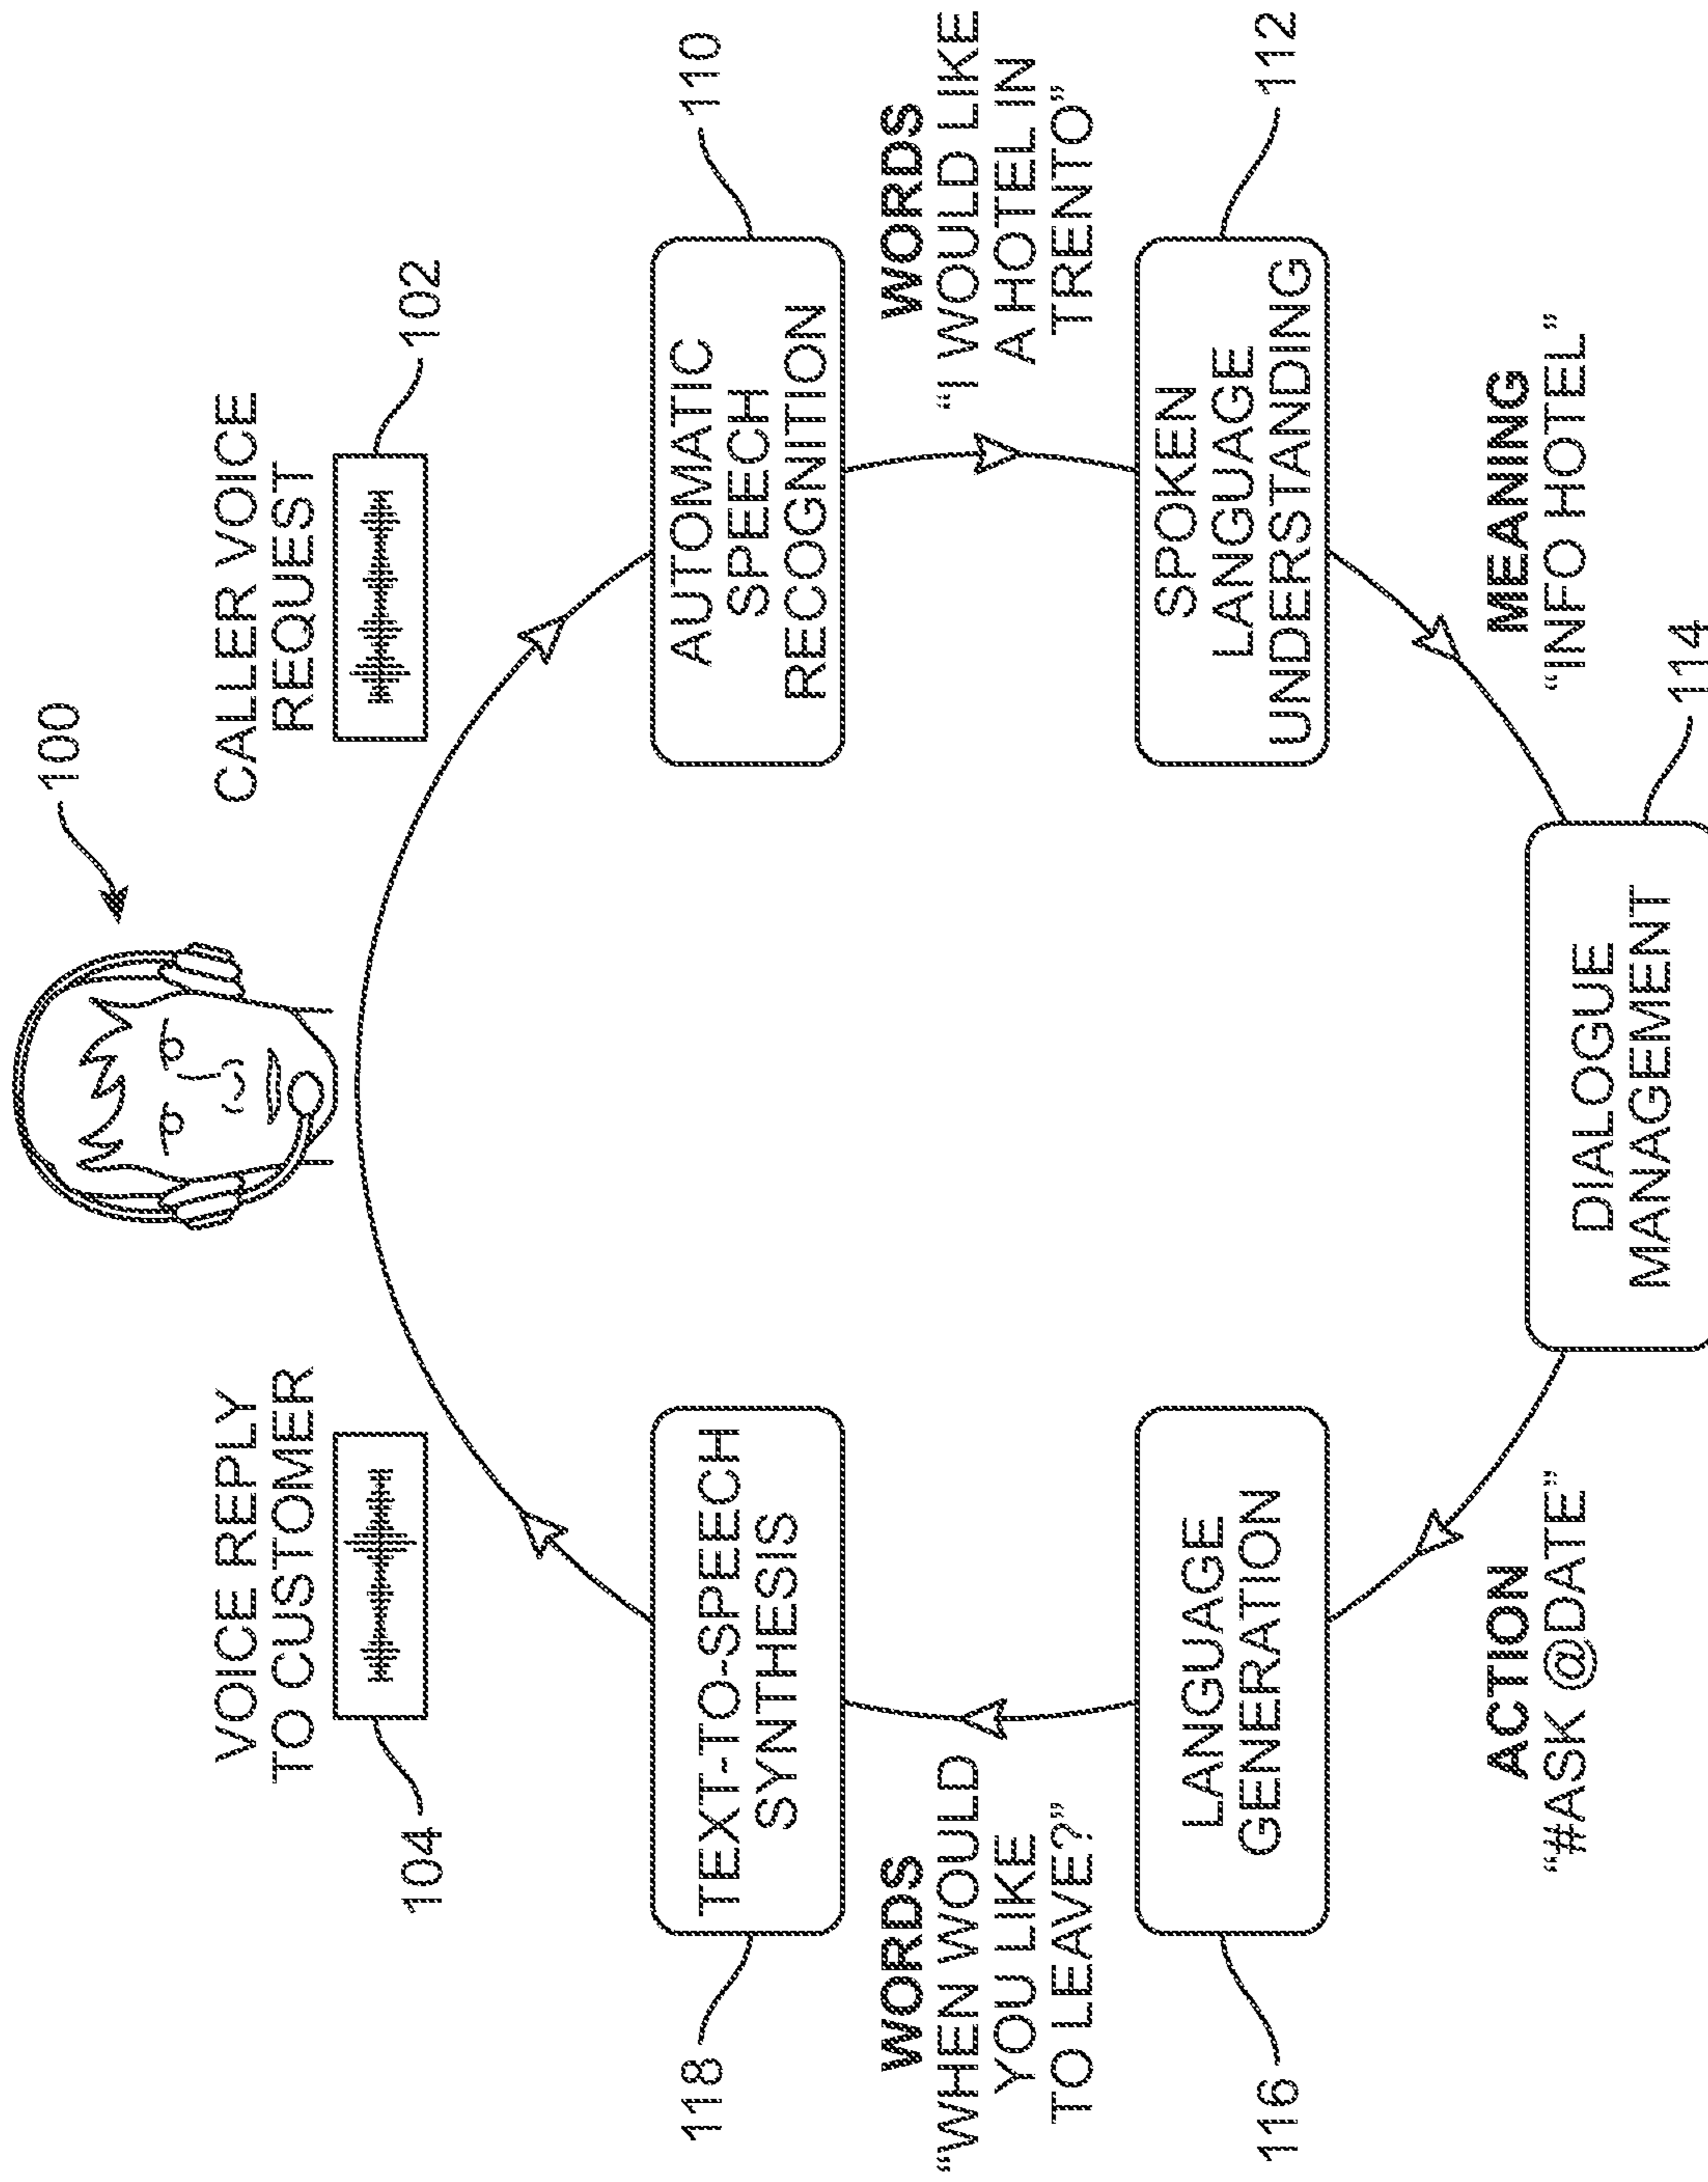 100
CALLER VOICE
REQUEST
102
VOICE REPLY
TO CUSTOMER
104
AUTOMATIC
SPEECH
RECOGNITION
110
WORDS
“I WOULD LIKE
A HOTEL IN
TRENTO”
SPOKEN
LANGUAGE
UNDERSTANDING
112
MEANING
“INFO HOTEL”
114
DIALOGUE
MANAGEMENT
ACTION
“#ASK @DATE”
LANGUAGE
GENERATION
116
WORDS
“WHEN WOULD
YOU LIKE
TO LEAVE?”
TEXT-TO-SPEECH
SYNTHESIS
118